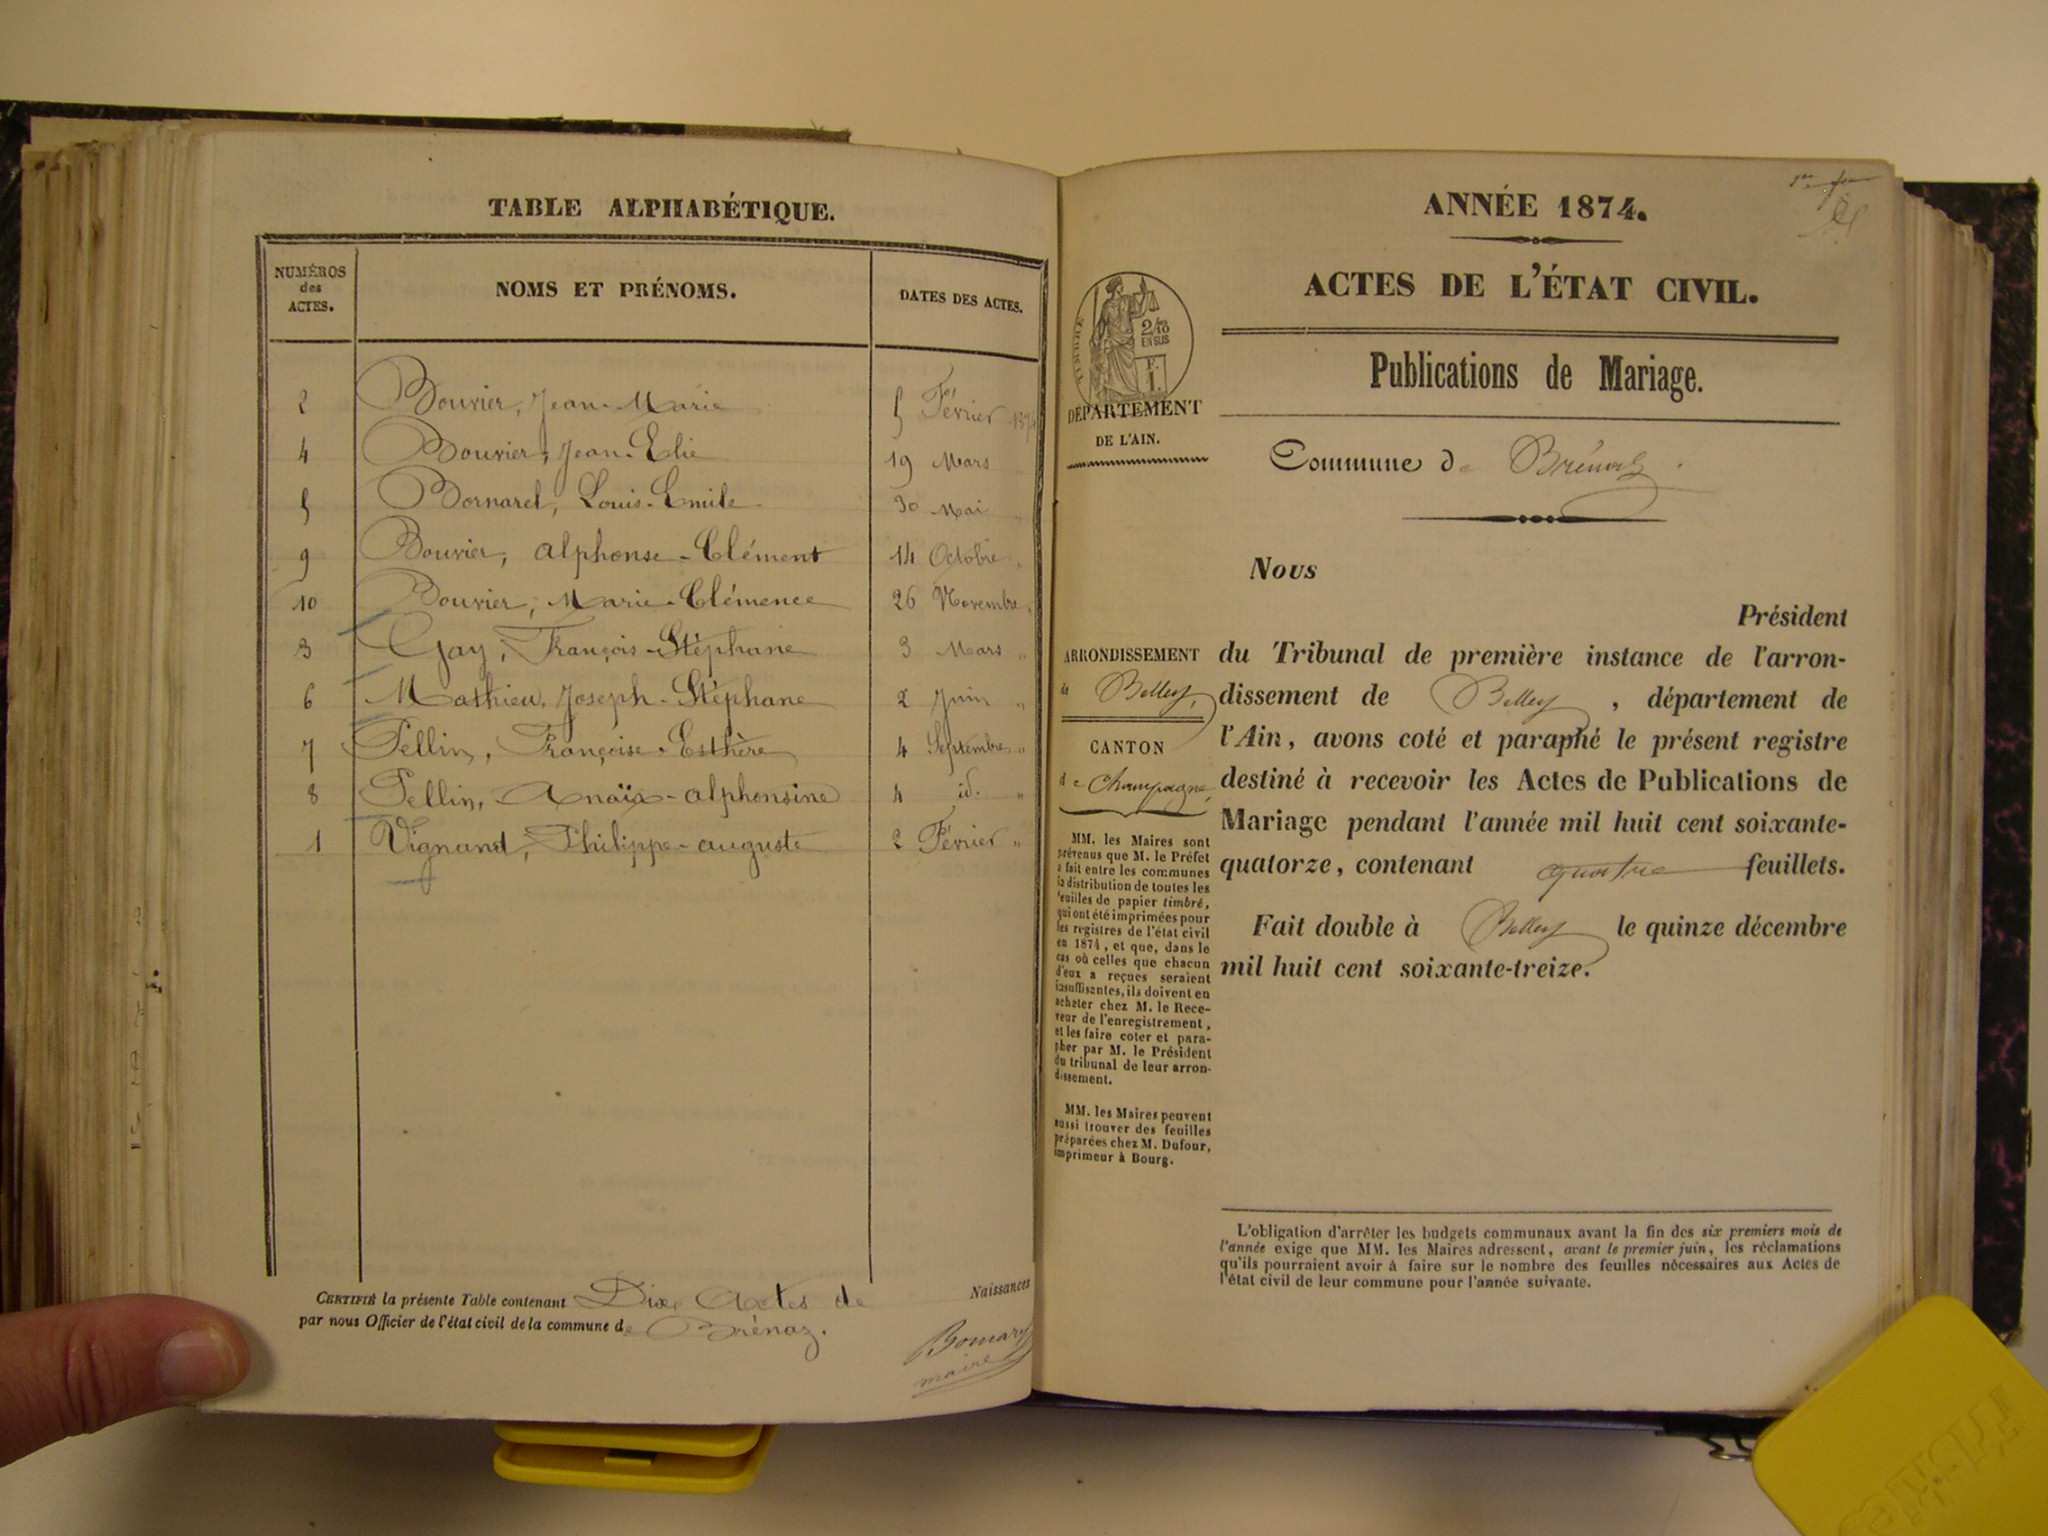 TABLE ALPHABÉTIQUE.
NUMÉROS des ACTES. NOMS ET PRÉNOMS. DATES DES ACTES.
2 Bouvier, Jean-Marie 5 Février 1874
4 Bouvier, Jean-Elie 19 Mars
5 Bornarel, Louis-Emile 30 Mai "
9 Bouvier, Alphonse-Clément 14 Octobre "
10 Bouvier, Marie-Clémence 26 Novembre "
3 Gay, François-Stéphane 3 Mars "
6 Mathieu, Joseph-Stéphane 2 Juin "
7 Pellin, Françoise-Esthère 4 Septembre "
8 Pellin, Anaïs-Alphonsine 4 id. "
1 Vignand, Philippe-Auguste 2 Février "
CERTIFIÉ la présente Table contenant Dix Actes de Naissances
par nous Officier de l'état civil de la commune de Brénaz.
maire
ANNÉE 1874.
ACTES DE L'ÉTAT CIVIL.
2/10
EN SUS
F.
1.
Publications de Mariage.
DÉPARTEMENT
DE L'AIN.
Commune de Brénaz.
Nous
Président
du Tribunal de première instance de l'arron-
dissement de Belley, département de
l'Ain, avons coté et paraphé le présent registre
destiné à recevoir les Actes de Publications de
Mariage pendant l'année mil huit cent soixante-
quatorze, contenant quatre feuillets.
Fait double à Belley le quinze décembre
mil huit cent soixante-treize.
ARRONDISSEMENT
de Belley,
CANTON
de Champagne,
MM. les Maires sont
prévenus que M. le Préfet
a fait entre les communes
la distribution de toutes les
feuilles de papier timbré,
qui ont été imprimées pour
les registres de l'état civil
en 1874, et que, dans le
cas où celles que chacun
d'eux a reçues seraient
insuffisantes, ils doivent en
acheter chez M. le Rece-
veur de l'enregistrement,
et les faire coter et para-
pher par M. le Président
du tribunal de leur arron-
dissement.
MM. les Maires peuvent
aussi trouver des feuilles
préparées chez M. Dufour,
imprimeur à Bourg.
L'obligation d'arrêter les budgets communaux avant la fin des six premiers mois de
l'année exige que MM. les Maires adressent, avant le premier juin, les réclamations
qu'ils pourraient avoir à faire sur le nombre des feuilles nécessaires aux Actes de
l'état civil de leur commune pour l'année suivante.